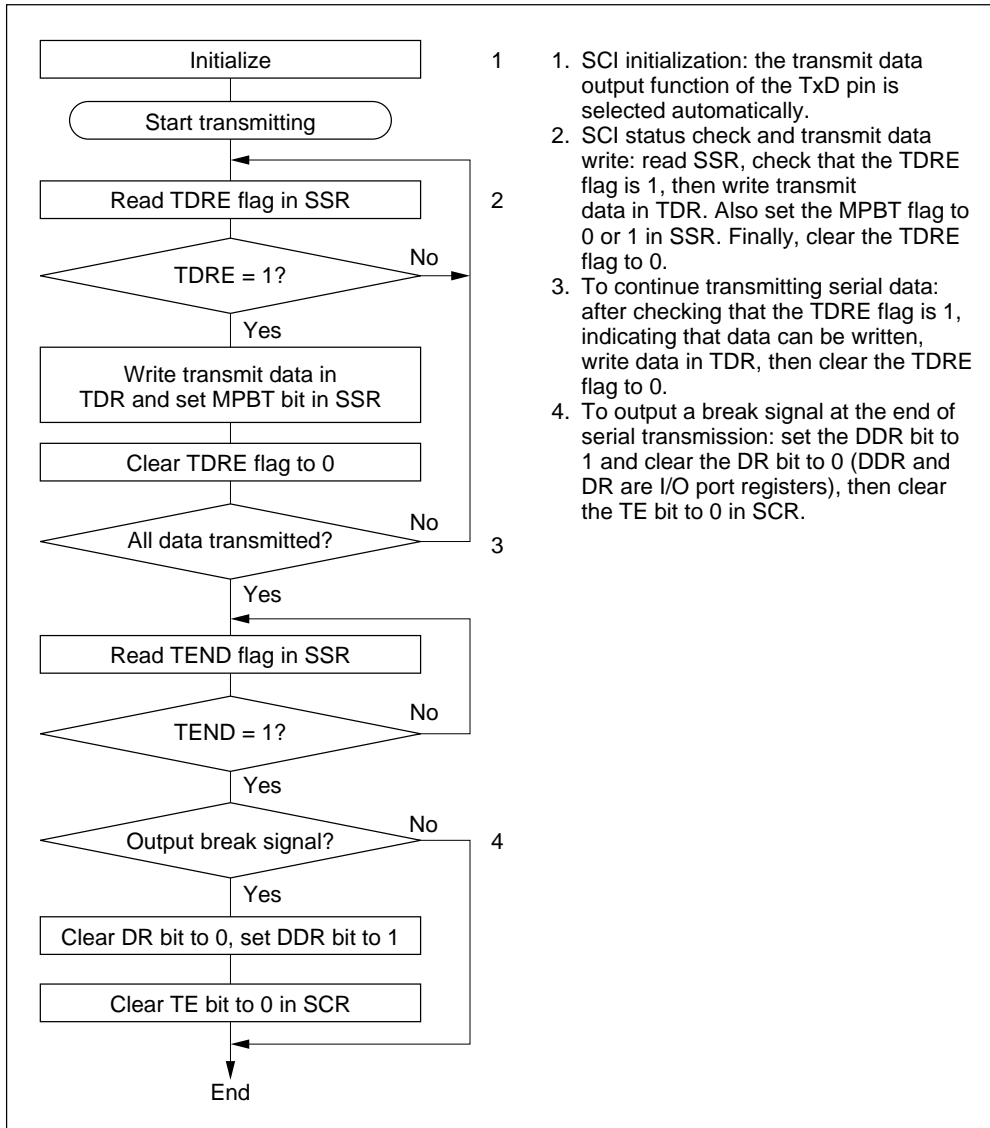 Initialize
1
Start transmitting
Read TDRE flag in SSR
2
TDRE = 1?
No
Yes
Write transmit data in
TDR and set MPBT bit in SSR
Clear TDRE flag to 0
All data transmitted?
No
3
Yes
Read TEND flag in SSR
TEND = 1?
No
Yes
Output break signal?
No
4
Yes
Clear DR bit to 0, set DDR bit to 1
Clear TE bit to 0 in SCR
End
1. SCI initialization: the transmit data
output function of the TxD pin is
selected automatically.
2. SCI status check and transmit data
write: read SSR, check that the TDRE
flag is 1, then write transmit
data in TDR. Also set the MPBT flag to
0 or 1 in SSR. Finally, clear the TDRE
flag to 0.
3. To continue transmitting serial data:
after checking that the TDRE flag is 1,
indicating that data can be written,
write data in TDR, then clear the TDRE
flag to 0.
4. To output a break signal at the end of
serial transmission: set the DDR bit to
1 and clear the DR bit to 0 (DDR and
DR are I/O port registers), then clear
the TE bit to 0 in SCR.